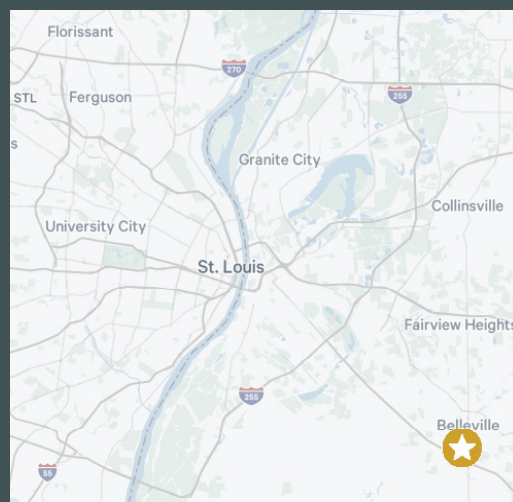 Florissant
270
STL
Ferguson
255
s
Granite City
Collinsville
University City
St. Louis
Fairview Heights
255
Belleville
55